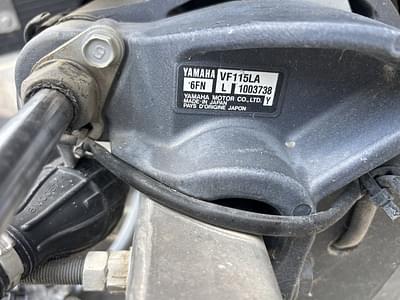 YAMAHA VF115LA
6FN L 1003738
YAMAHA MOTOR CO.,LTD. Y
MADE IN JAPAN
PAYS D'ORIGINE JAPON